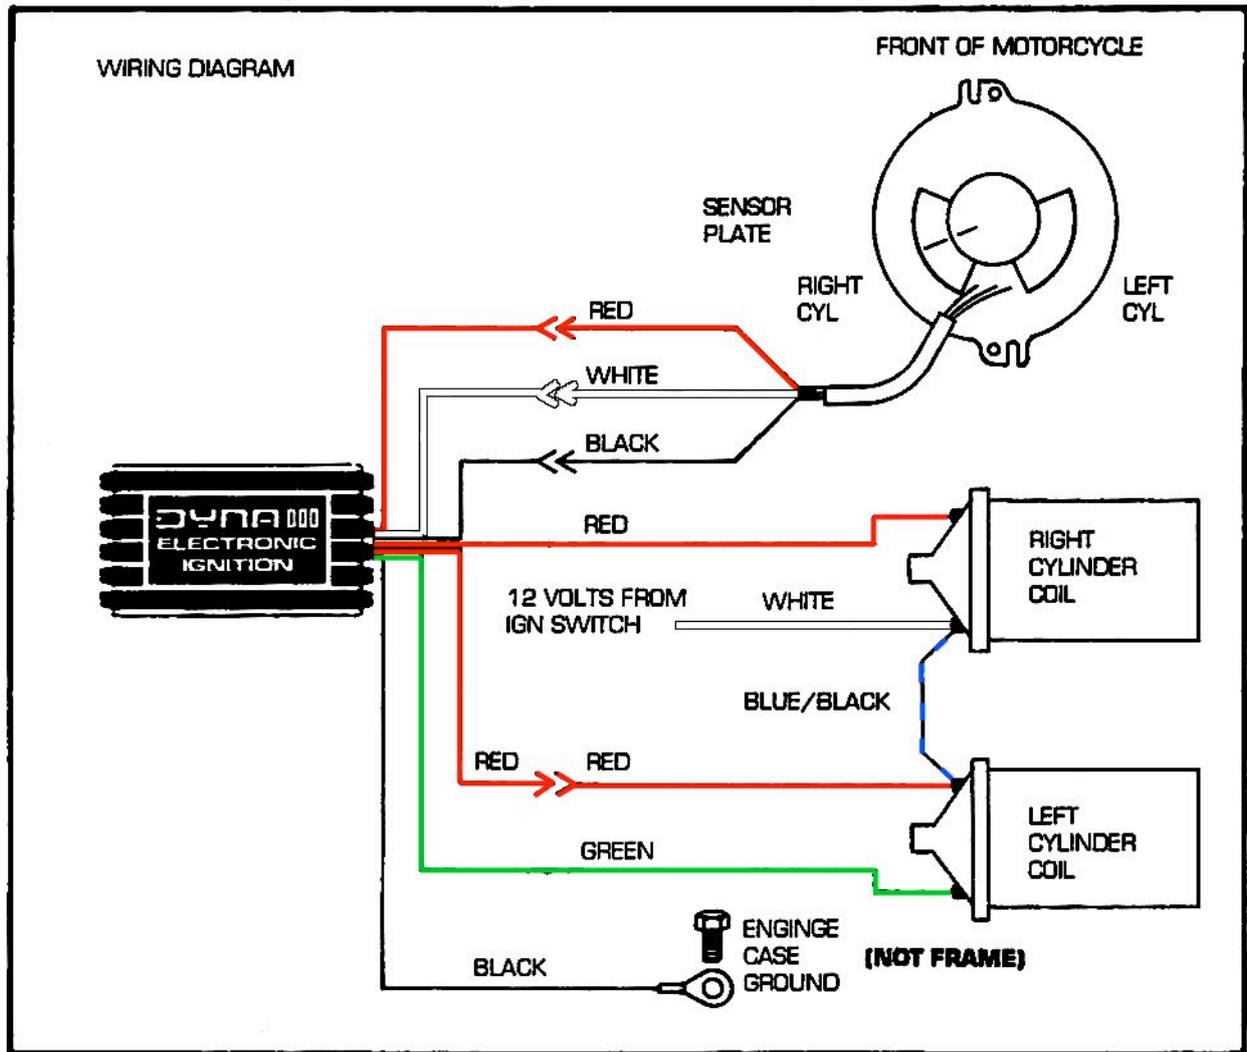 WIRING DIAGRAM
FRONT OF MOTORCYCLE
SENSOR
PLATE
RIGHT
CYL
LEFT
CYL
RED
WHITE
BLACK
DYNA III
ELECTRONIC
IGNITION
RED
RIGHT
CYLINDER
COIL
12 VOLTS FROM
IGN SWITCH
WHITE
BLUE/BLACK
RED
RED
LEFT
CYLINDER
COIL
GREEN
ENGINGE
CASE
GROUND
(NOT FRAME)
BLACK